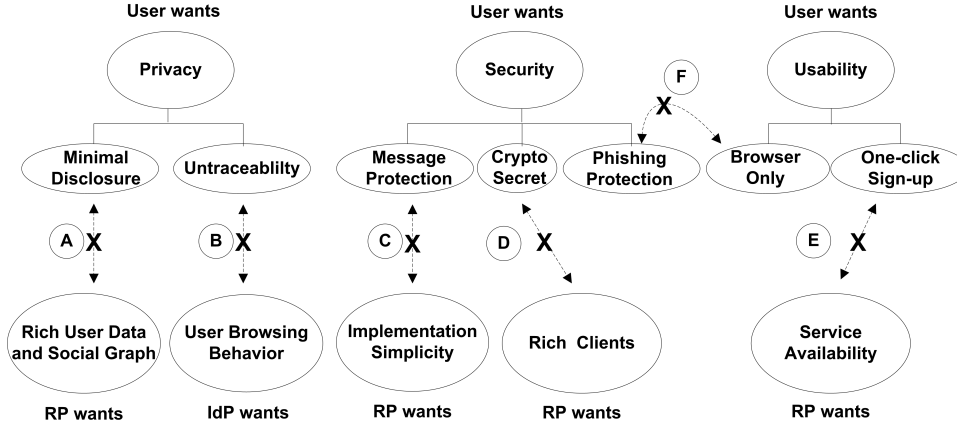 User wants
User wants
User wants
Privacy
Security
F
Usability
X
Minimal
Disclosure
Untraceablilty
Message
Protection
Crypto
Secret
Phishing
Protection
Browser
Only
One-click
Sign-up
A
X
B
X
C
X
D
X
E
X
Rich User Data
and Social Graph
User Browsing
Behavior
Implementation
Simplicity
Rich Clients
Service
Availability
RP wants
IdP wants
RP wants
RP wants
RP wants